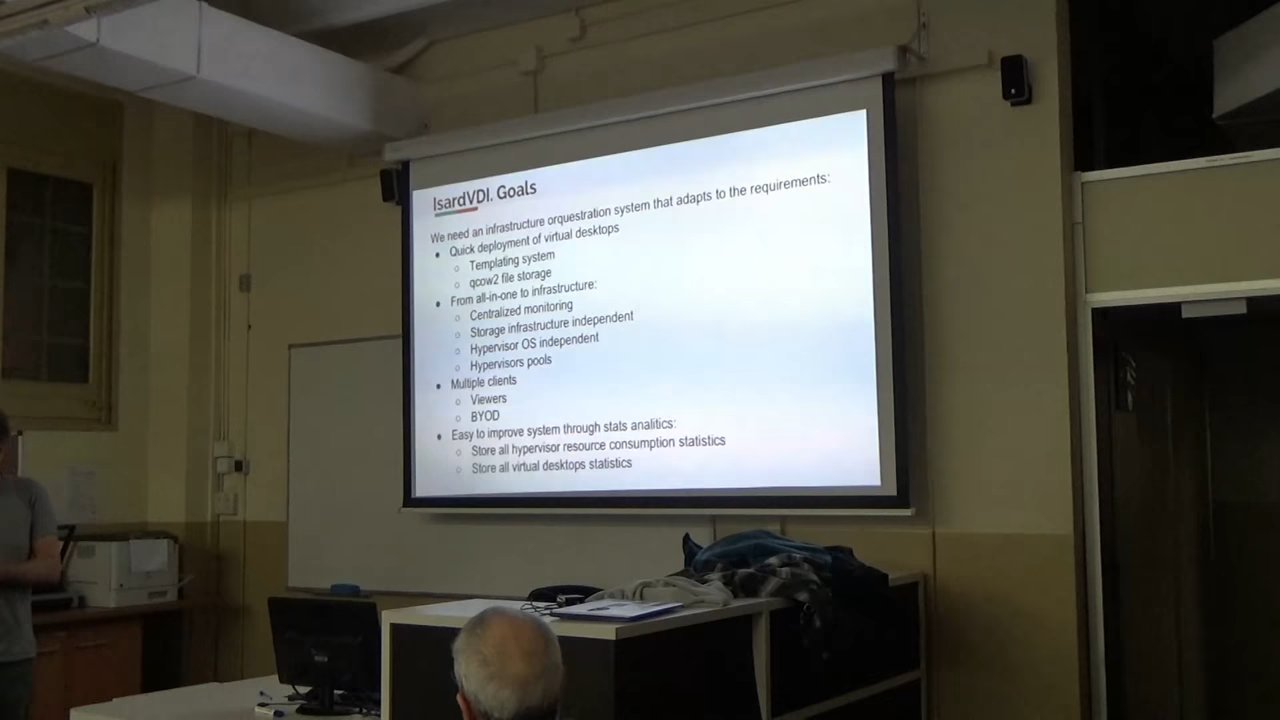 IsardVDI. Goals
We need an infrastructure orquestration system that adapts to the requirements:
● Quick deployment of virtual desktops
○ Templating system
○ qcow2 file storage
● From all-in-one to infrastructure:
○ Centralized monitoring
○ Storage infrastructure independent
○ Hypervisor OS independent
○ Hypervisors pools
● Multiple clients
○ Viewers
○ BYOD
● Easy to improve system through stats analitics:
○ Store all hypervisor resource consumption statistics
○ Store all virtual desktops statistics